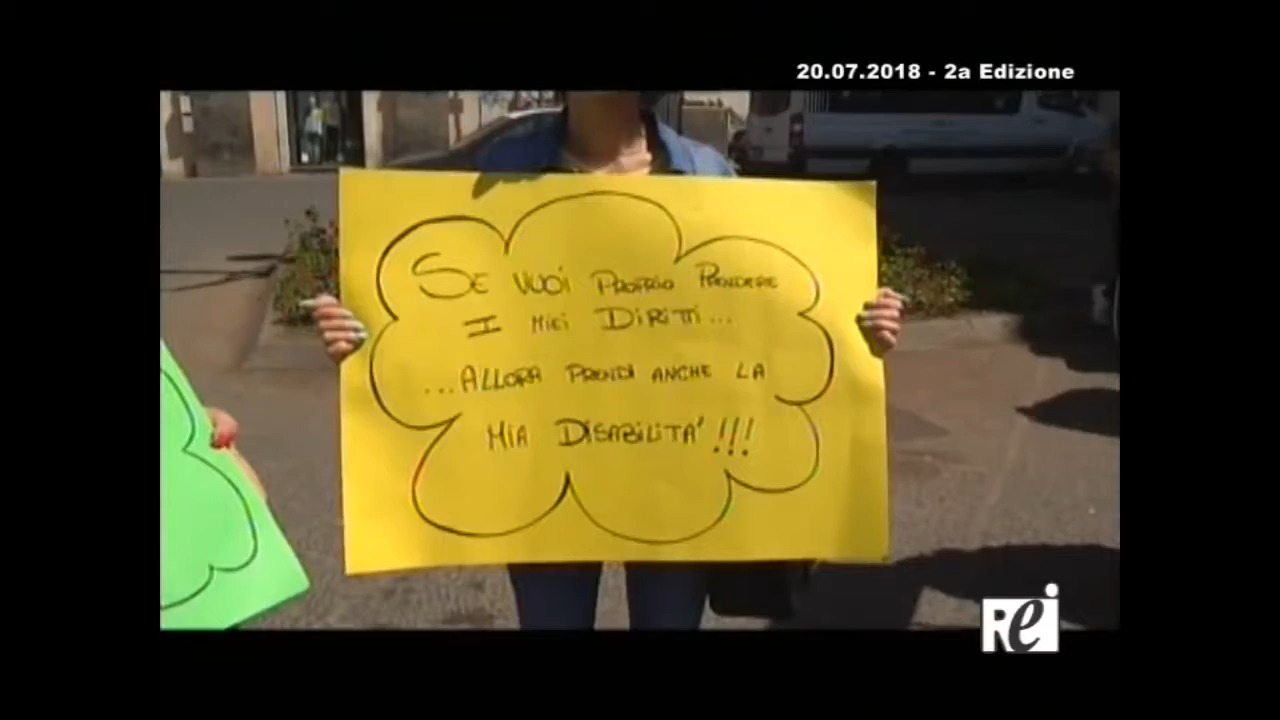 20.07.2018 - 2a Edizione
SE VUOI PROPRIO PRENDERE
I MIEI DIRITTI...
...ALLORA PRENDI ANCHE LA
MIA DISABILITA' !!!
REi